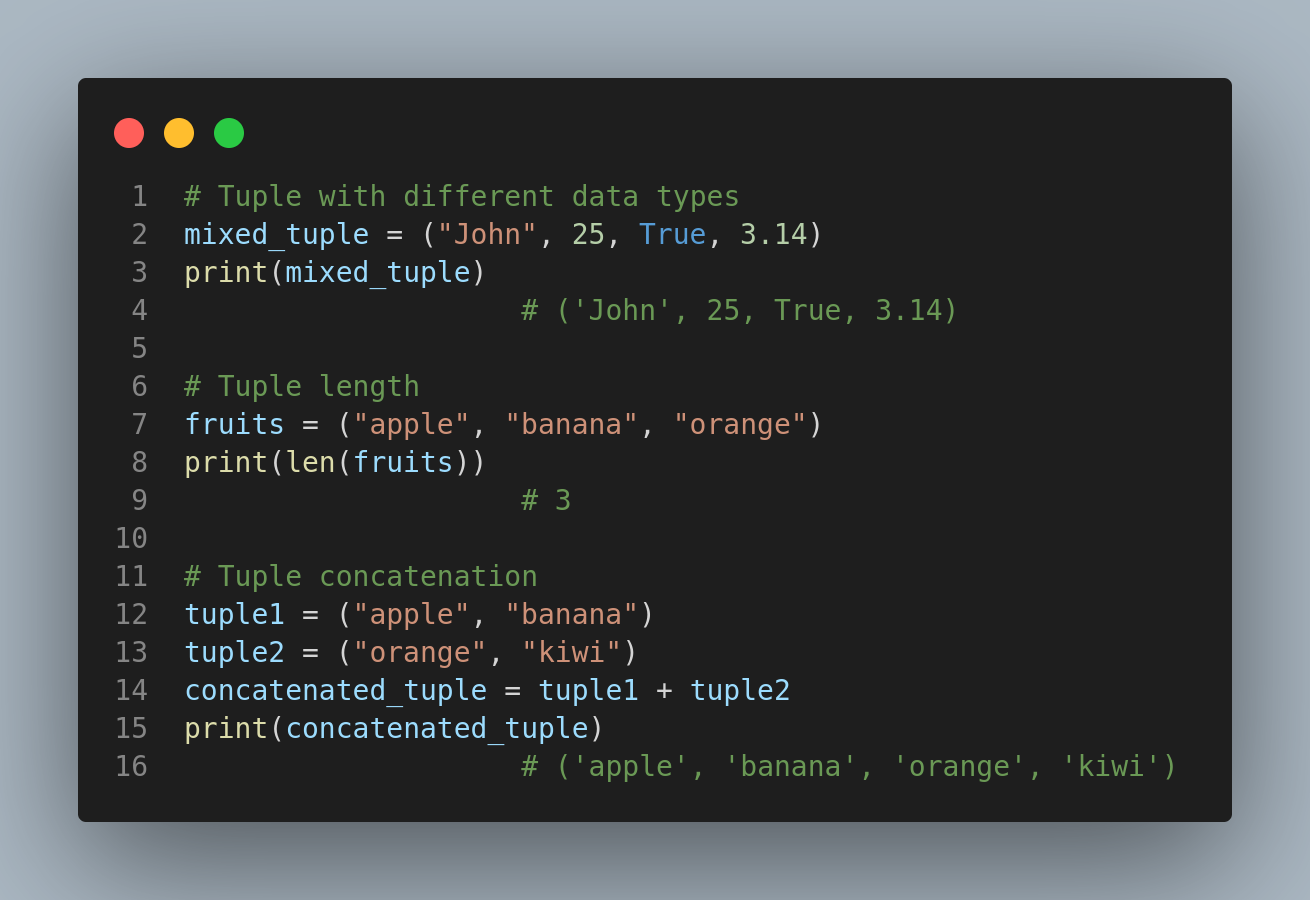 1 # Tuple with different data types
2 mixed_tuple = ("John", 25, True, 3.14)
3 print(mixed_tuple)
4                     # ('John', 25, True, 3.14)
5
6 # Tuple length
7 fruits = ("apple", "banana", "orange")
8 print(len(fruits))
9                     # 3
10
11 # Tuple concatenation
12 tuple1 = ("apple", "banana")
13 tuple2 = ("orange", "kiwi")
14 concatenated_tuple = tuple1 + tuple2
15 print(concatenated_tuple)
16                     # ('apple', 'banana', 'orange', 'kiwi')